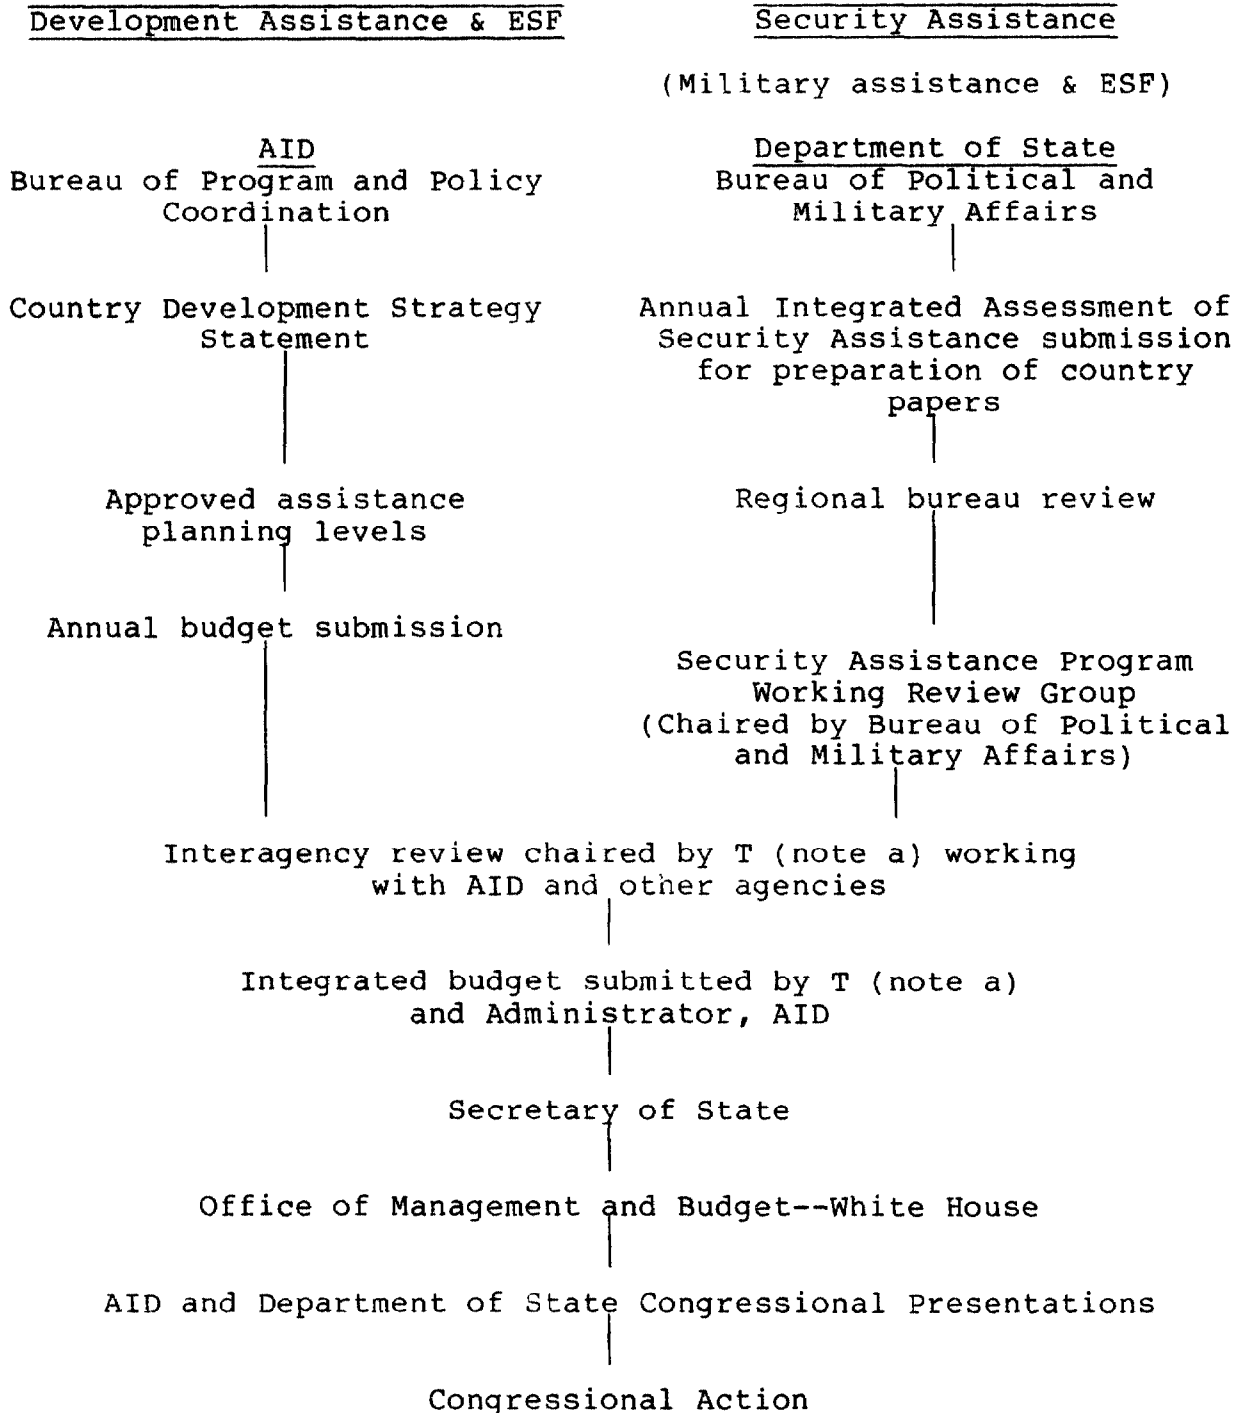 Development Assistance & ESF
Security Assistance
(Military assistance & ESF)
AID
Bureau of Program and Policy
Coordination
Department of State
Bureau of Political and
Military Affairs
Country Development Strategy
Statement
Annual Integrated Assessment of
Security Assistance submission
for preparation of country
papers
Approved assistance
planning levels
Regional bureau review
Annual budget submission
Security Assistance Program
Working Review Group
(Chaired by Bureau of Political
and Military Affairs)
Interagency review chaired by T (note a) working
with AID and other agencies
Integrated budget submitted by T (note a)
and Administrator, AID
Secretary of State
Office of Management and Budget--White House
AID and Department of State Congressional Presentations
Congressional Action